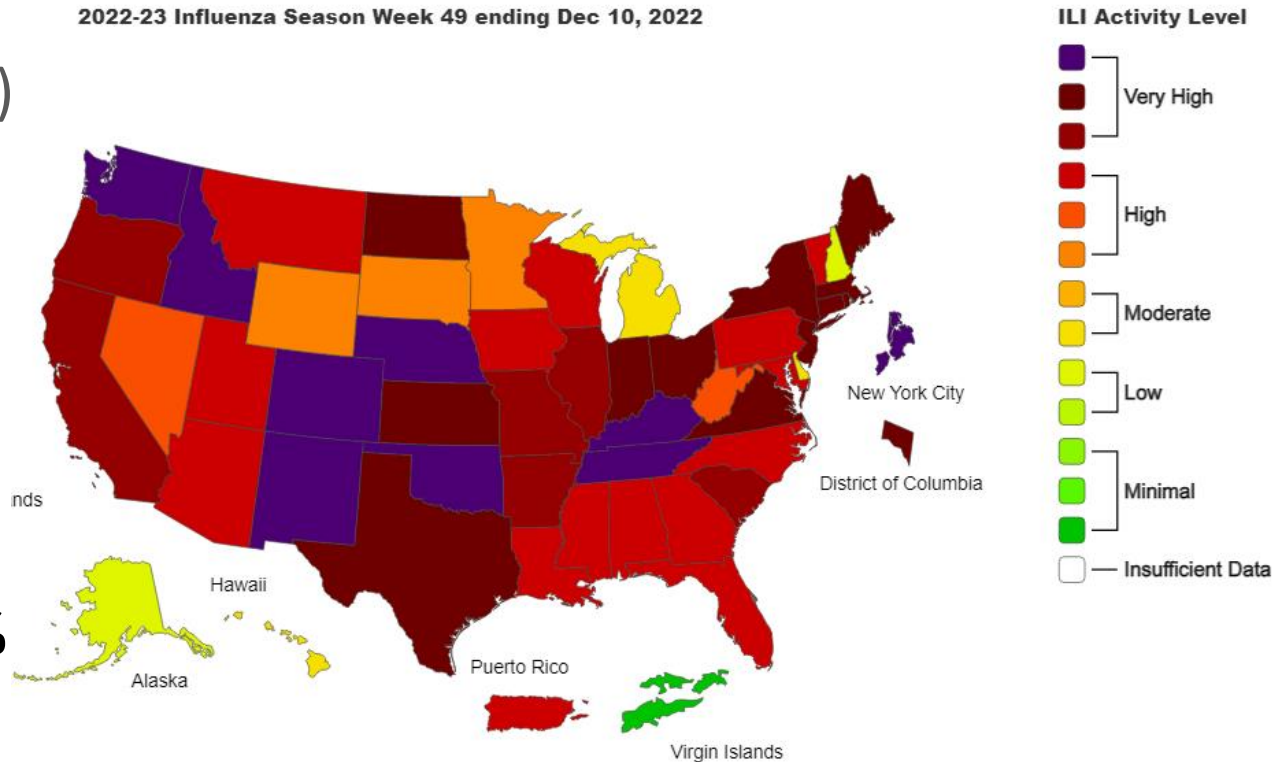 2022-23 Influenza Season Week 49 ending Dec 10, 2022
ILI Activity Level
)
Very High
High
Moderate
Low
Minimal
Insufficient Data
New York City
District of Columbia
nds
Hawaii
Alaska
Puerto Rico
Virgin Islands